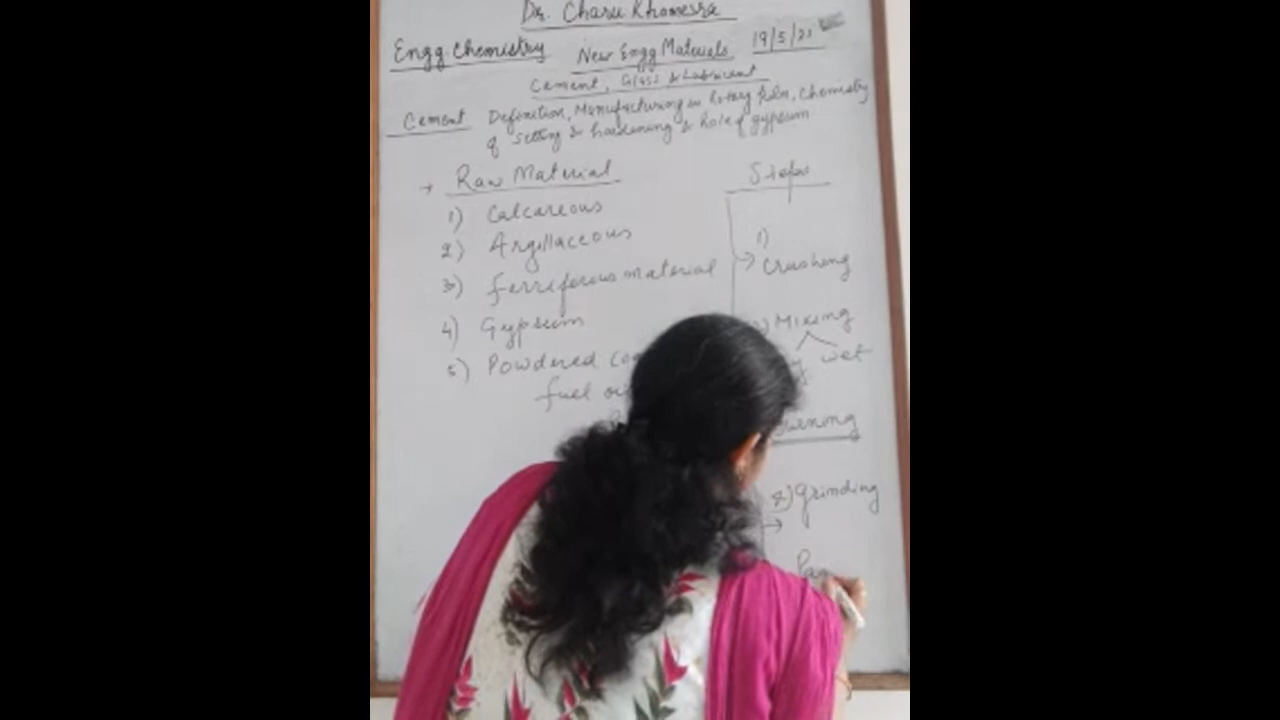 Dr. Charu Khamesra
Engg Chemistry New Engg Materials 19/5/21
Cement, Glass & Lubricant
Cement Definition, Manufacturing in Rotary kiln, Chemistry
of Setting & hardening & Role of gypsum
→ Raw Material
1) Calcareous
2) Argillaceous
3) Ferriferous material
4) Gypsum
5) Powdered
fuel
Steps
1)
→ Crushing
Mixing
wet
4) Grinding
→